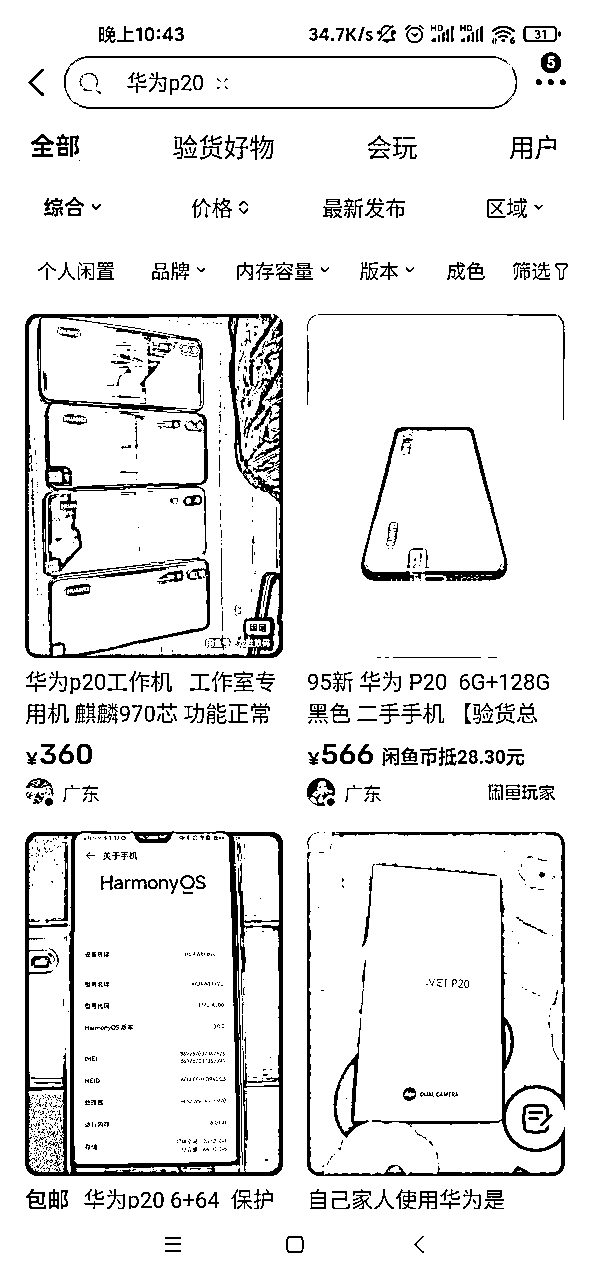 晚上10:43 34.7K/s HD HD 31
华为p20
5
全部 验货好物 会玩 用户
综合 价格 最新发布 区域
个人闲置 品牌 内存容量 版本 成色 筛选
华为p20工作机 工作室专
用机 麒麟970芯 功能正常
¥360
广东
95新 华为 P20 6G+128G
黑色 二手手机 【验货总
¥566 闲鱼币抵28.30元
广东 闲鱼玩家
关于手机
HarmonyOS
HarmonyOS 版本
IMEI
MEID
P20
DUAL CAMERA
包邮 华为p20 6+64 保护
自己家人使用华为是